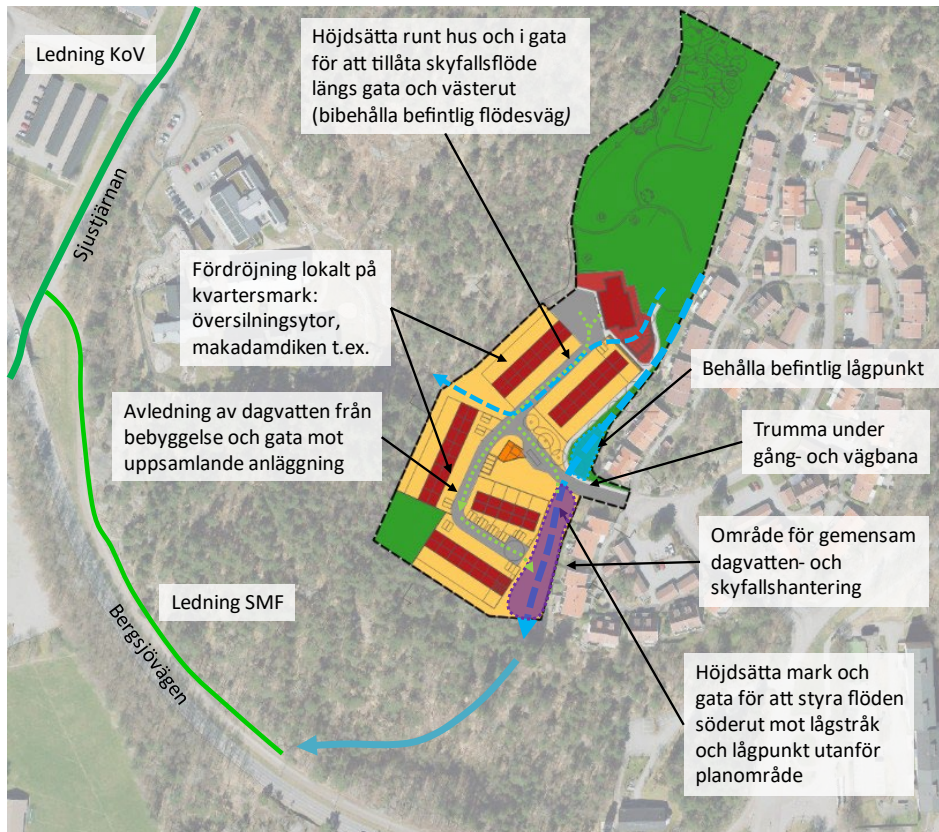 Ledning KoV
Höjdsätta runt hus och i gata
för att tillåta skyfallsflöde
längs gata och västerut
(bibehålla befintlig flödesväg)
Sjustjärnan
Fördröjning lokalt på
kvartersmark:
översilningsytor,
makadamdiken t.ex.
Behålla befintlig lågpunkt
Avledning av dagvatten från
bebyggelse och gata mot
uppsamlande anläggning
Trumma under
gång- och vägbana
Område för gemensam
dagvatten- och
skyfallshantering
Ledning SMF
Bergsjövägen
Höjdsätta mark och
gata för att styra flöden
söderut mot lågstråk
och lågpunkt utanför
planområde